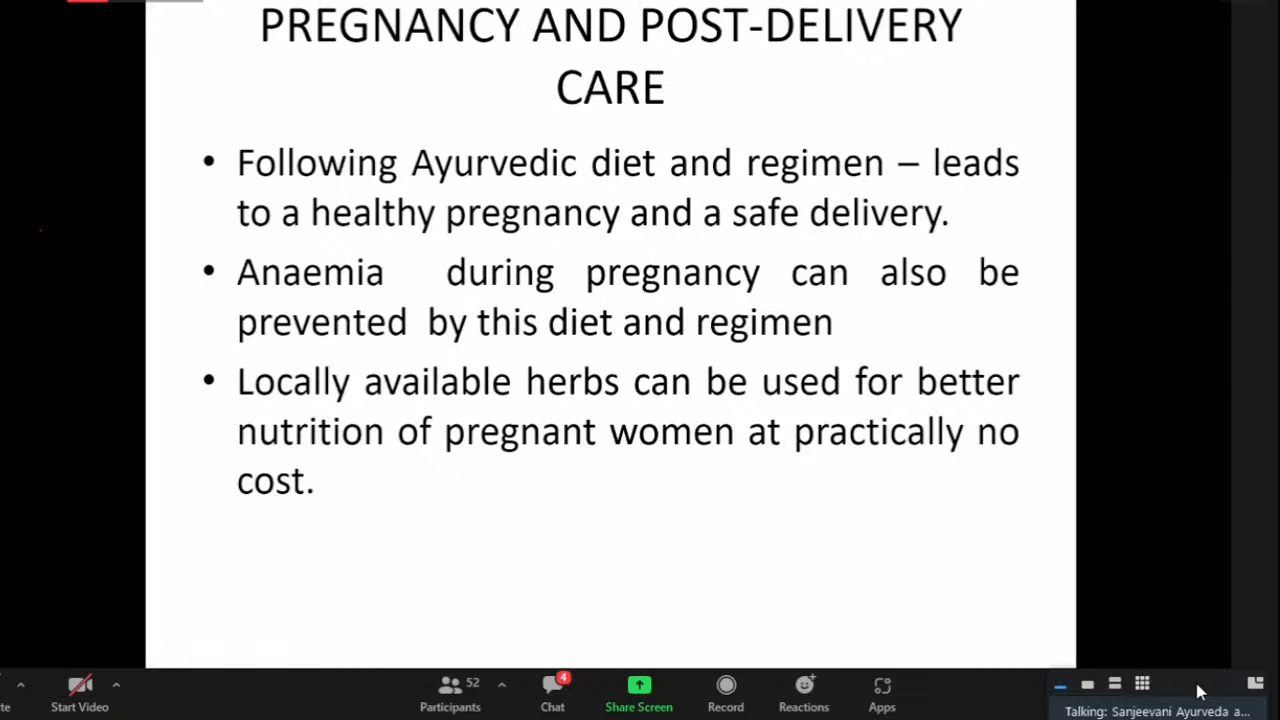 PREGNANCY AND POST-DELIVERY
CARE
• Following Ayurvedic diet and regimen – leads
to a healthy pregnancy and a safe delivery.
• Anaemia during pregnancy can also be
prevented by this diet and regimen
• Locally available herbs can be used for better
nutrition of pregnant women at practically no
cost.
52
4
te
Start Video
Participants
Chat
Share Screen
Record
Reactions
Apps
Talking: Sanjeevani Ayurveda a...